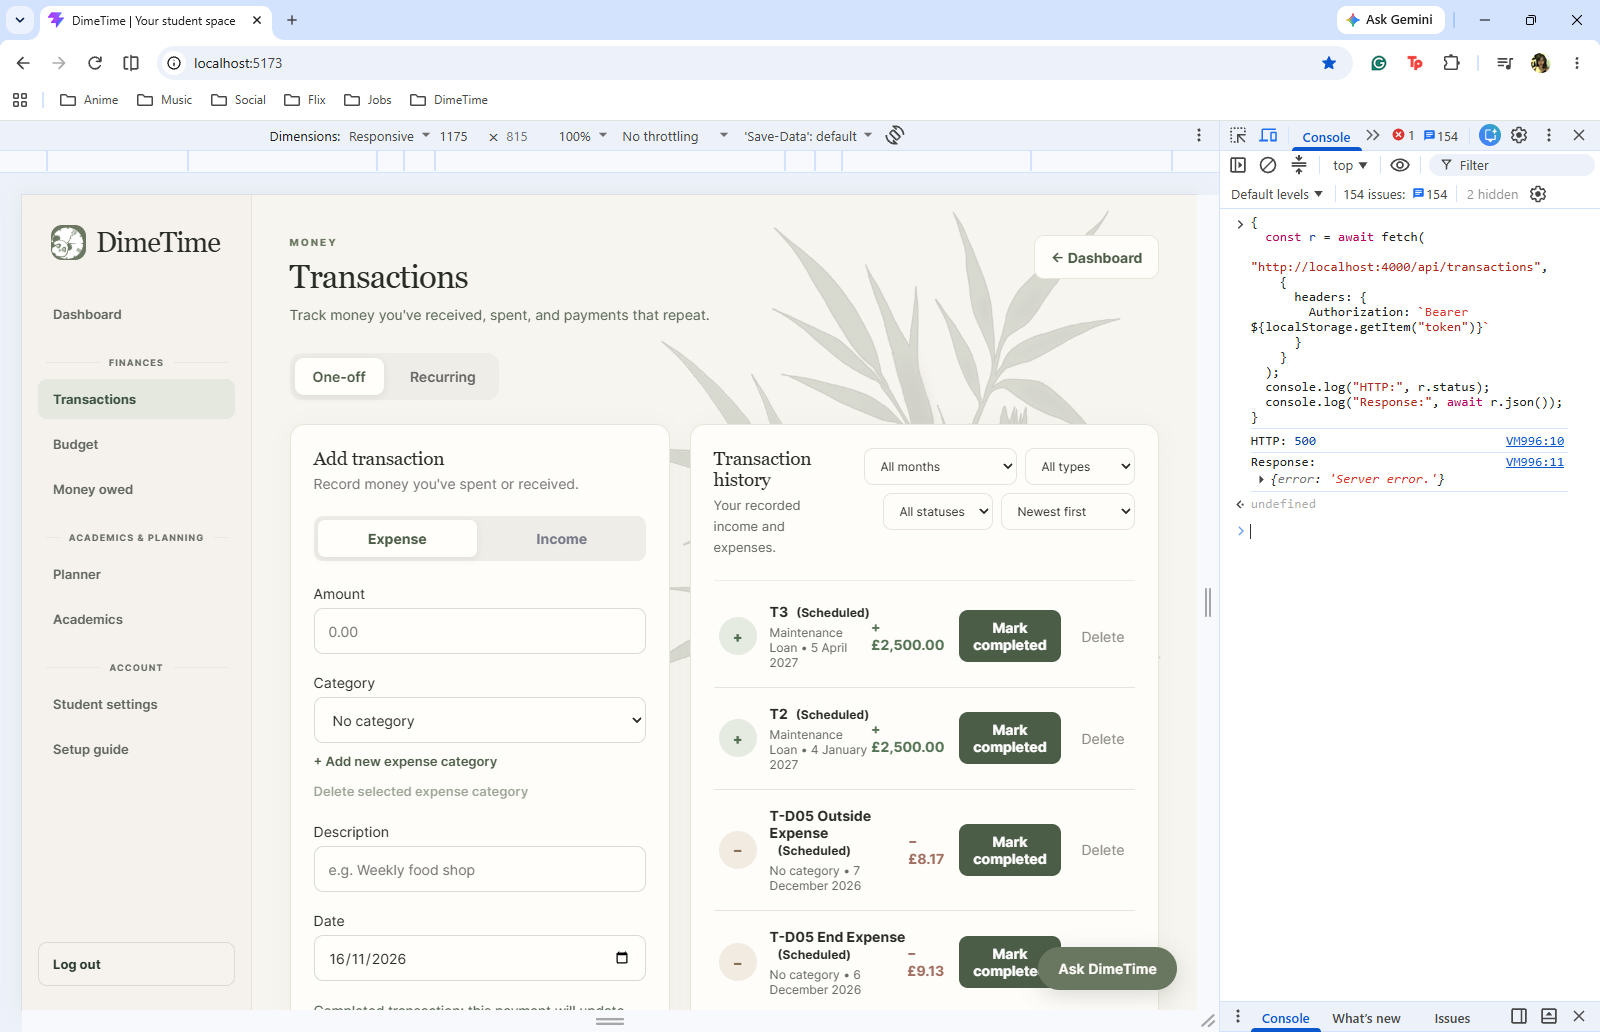 DimeTime | Your student space
Ask Gemini
localhost:5173
Anime
Music
Social
Flix
Jobs
DimeTime
Dimensions: Responsive 1175 × 815 100% No throttling 'Save-Data': default
Console
1
154
top
Filter
Default levels
154 issues: 154
2 hidden
DimeTime
Dashboard
FINANCES
Transactions
Budget
Money owed
ACADEMICS & PLANNING
Planner
Academics
ACCOUNT
Student settings
Setup guide
Log out
MONEY
Transactions
Track money you've received, spent, and payments that repeat.
← Dashboard
One-off
Recurring
Add transaction
Record money you've spent or received.
Expense
Income
Amount
0.00
Category
No category
+ Add new expense category
Delete selected expense category
Description
e.g. Weekly food shop
Date
16/11/2026
Completed transaction: this payment will update
Transaction
history
Your recorded
income and
expenses.
All months
All types
All statuses
Newest first
+
T3 (Scheduled)
Maintenance
Loan • 5 April
2027
+
£2,500.00
Mark
completed
Delete
+
T2 (Scheduled)
Maintenance
Loan • 4 January
2027
+
£2,500.00
Mark
completed
Delete
−
T-D05 Outside
Expense
(Scheduled)
No category • 7
December 2026
−
£8.17
Mark
completed
Delete
−
T-D05 End Expense
(Scheduled)
No category • 6
December 2026
−
£9.13
Mark
complete
Ask DimeTime
{
const r = await fetch(
"http://localhost:4000/api/transactions",
{
headers: {
Authorization: `Bearer
${localStorage.getItem("token")}`
}
}
);
console.log("HTTP:", r.status);
console.log("Response:", await r.json());
}
HTTP: 500 VM996:10
Response: VM996:11
{error: 'Server error.'}
undefined
Console
What's new
Issues